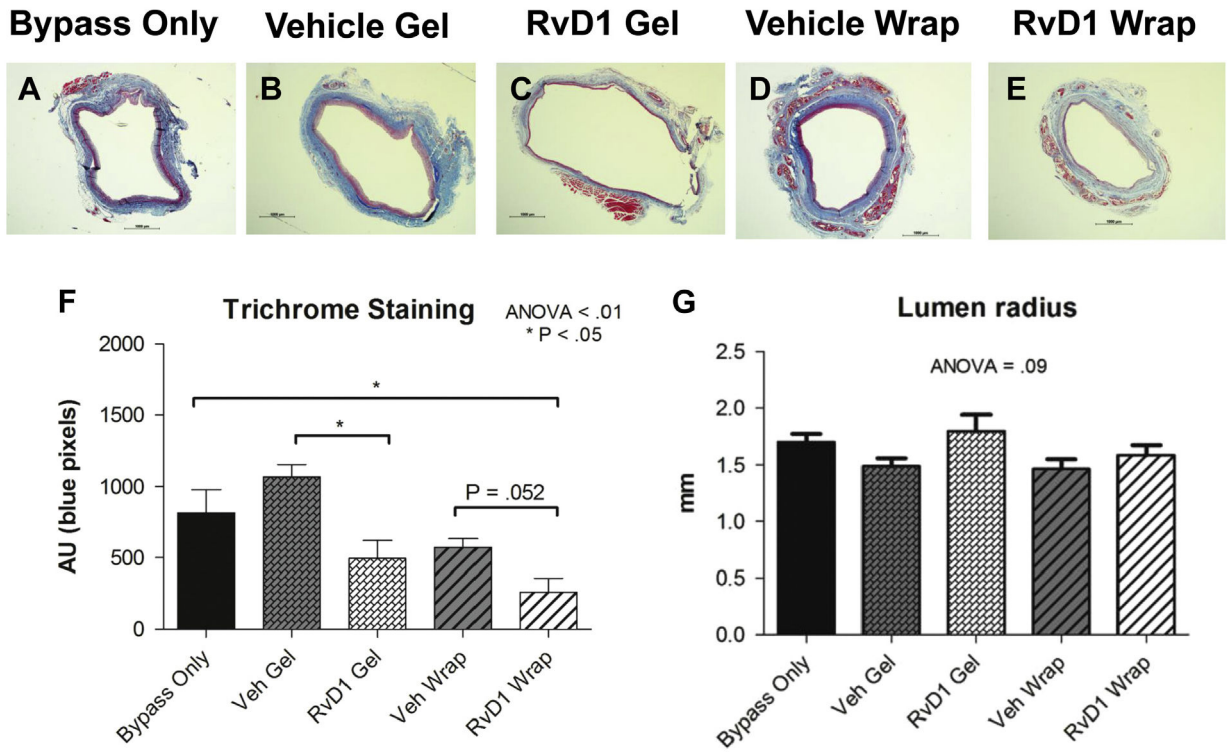 Bypass Only Vehicle Gel RvD1 Gel Vehicle Wrap RvD1 Wrap
A B C D E
1000 µm
F
Trichrome Staining
ANOVA < .01
* P < .05
AU (blue pixels)
2000
1500
1000
500
0
*
*
P = .052
Bypass Only
Veh Gel
RvD1 Gel
Veh Wrap
RvD1 Wrap
G
Lumen radius
ANOVA = .09
mm
2.5
2.0
1.5
1.0
0.5
0.0
Bypass Only
Veh Gel
RvD1 Gel
Veh Wrap
RvD1 Wrap